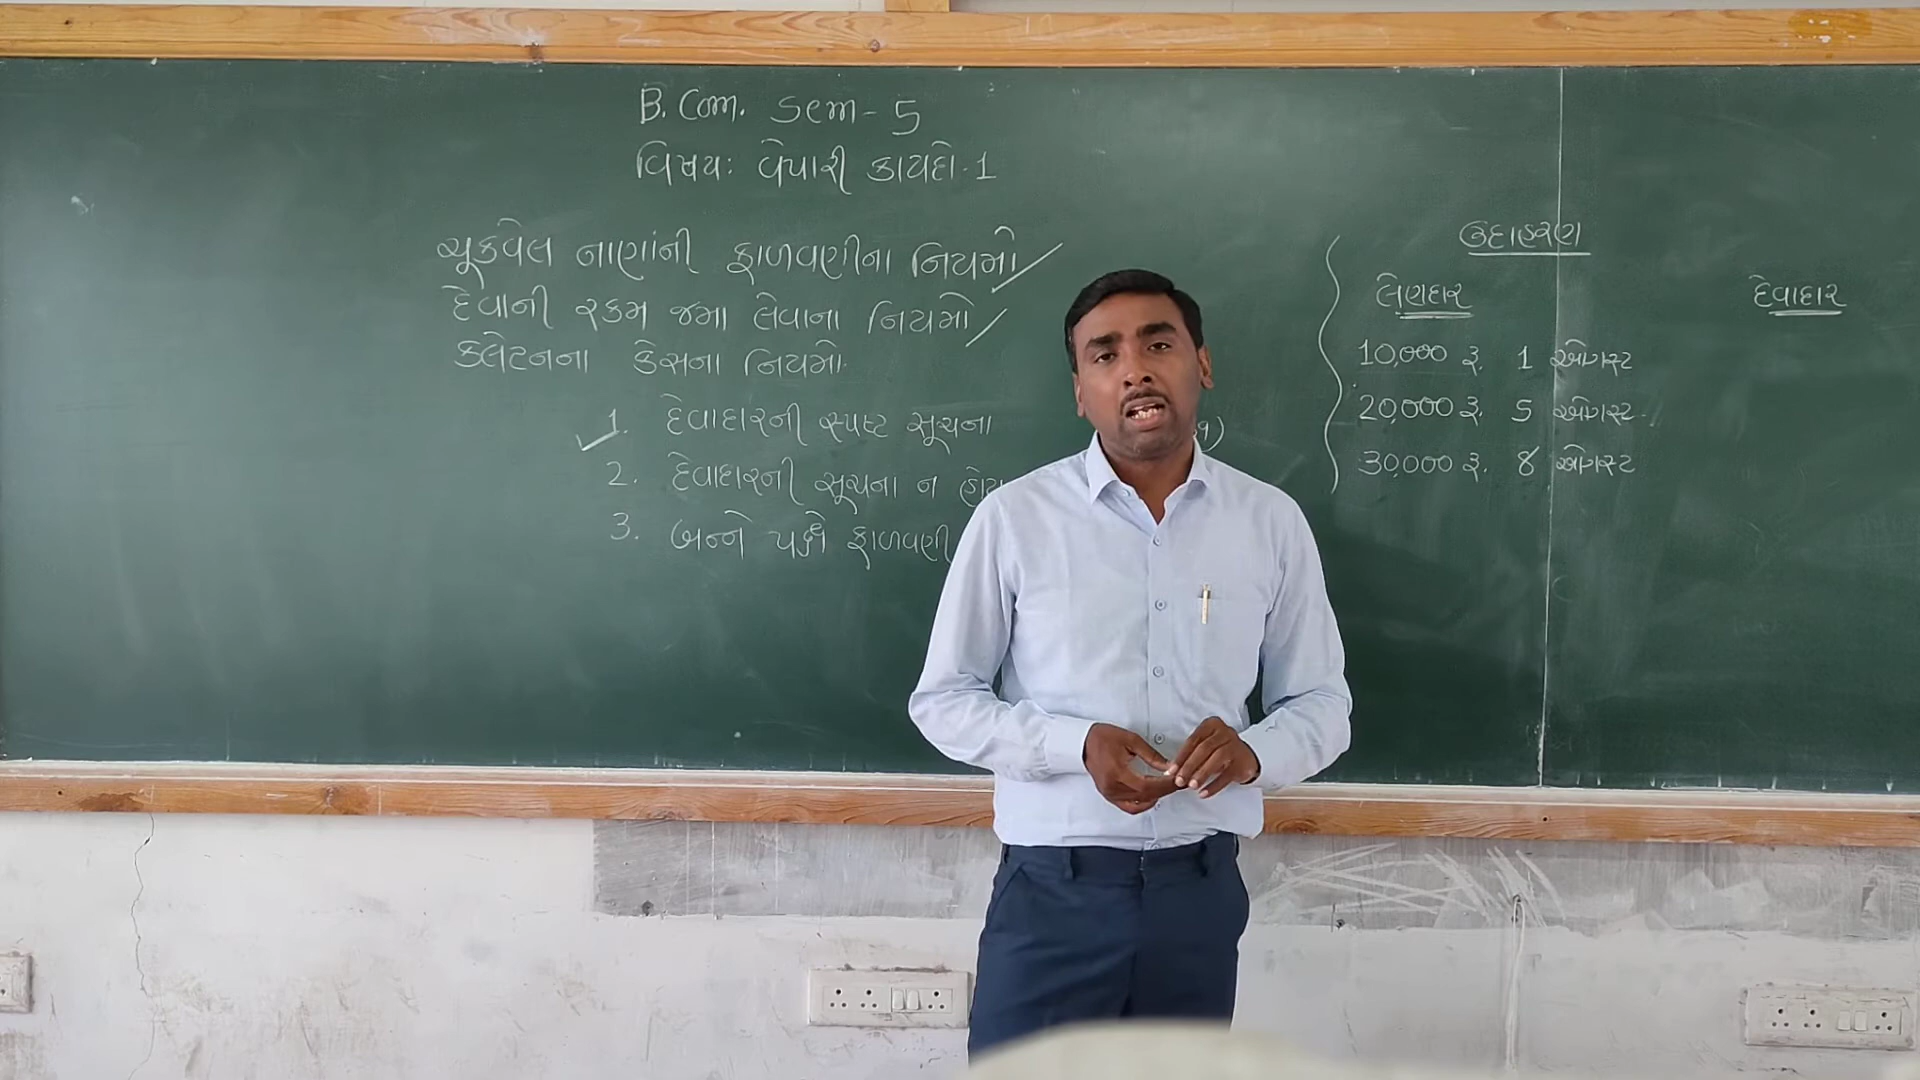 B. Com. Sem - 5
વિષય: વેપારી કાયદો-1
ચૂકવેલ નાણાંની ફાળવણીના નિયમો
દેવાની રકમ જમા લેવાના નિયમો
કલેટનના કેસના નિયમો.
1. દેવાદારની સ્પષ્ટ સૂચના
2. દેવાદારની સૂચના ન હોય
3. બન્ને પક્ષે ફાળવણી
ઉદાહરણ
લેણદાર દેવાદાર
10,000 રૂ. 1 ઓગસ્ટ
20,000 રૂ. 5 ઓગસ્ટ
30,000 રૂ. 8 ઓગસ્ટ